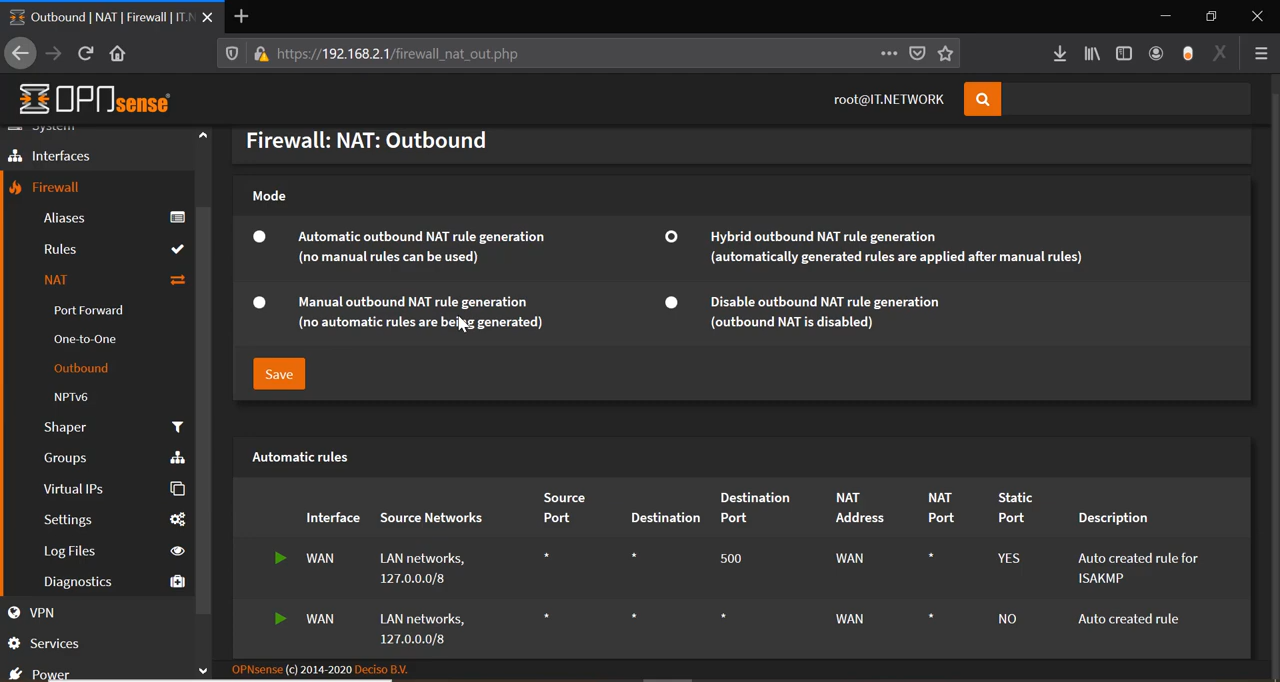 Outbound | NAT | Firewall | IT.N
https://192.168.2.1/firewall_nat_out.php
OPNsense
root@IT.NETWORK
System
Interfaces
Firewall
Aliases
Rules
NAT
Port Forward
One-to-One
Outbound
NPTv6
Shaper
Groups
Virtual IPs
Settings
Log Files
Diagnostics
VPN
Services
Power
Firewall: NAT: Outbound
Mode
Automatic outbound NAT rule generation
(no manual rules can be used)
Hybrid outbound NAT rule generation
(automatically generated rules are applied after manual rules)
Manual outbound NAT rule generation
(no automatic rules are being generated)
Disable outbound NAT rule generation
(outbound NAT is disabled)
Save
Automatic rules
Interface
Source Networks
Source
Port
Destination
Destination
Port
NAT
Address
NAT
Port
Static
Port
Description
WAN
LAN networks,
127.0.0.0/8
*
*
500
WAN
*
YES
Auto created rule for
ISAKMP
WAN
LAN networks,
127.0.0.0/8
*
*
*
WAN
*
NO
Auto created rule
OPNsense (c) 2014-2020 Deciso B.V.